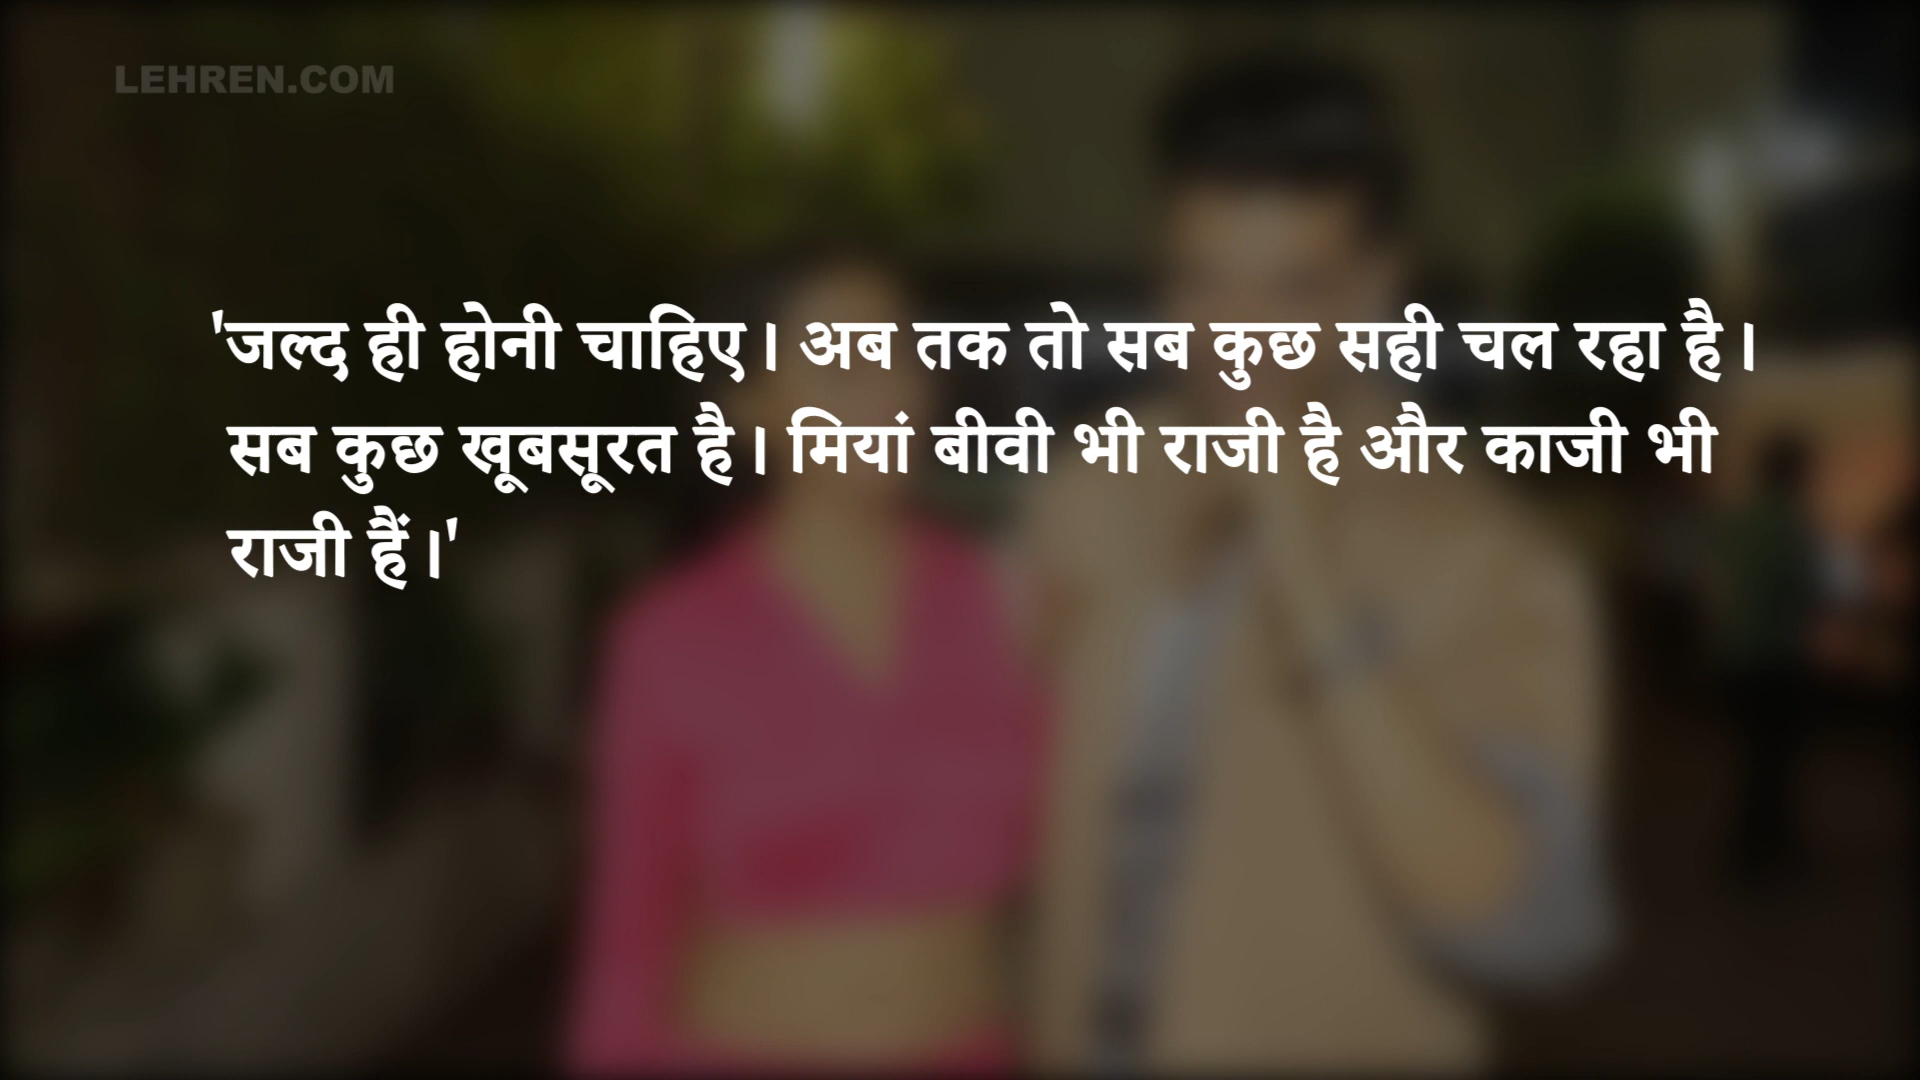 LEHREN.COM
'जल्द ही होनी चाहिए। अब तक तो सब कुछ सही चल रहा है।
सब कुछ खूबसूरत है। मियां बीवी भी राजी है और काजी भी
राजी हैं।'